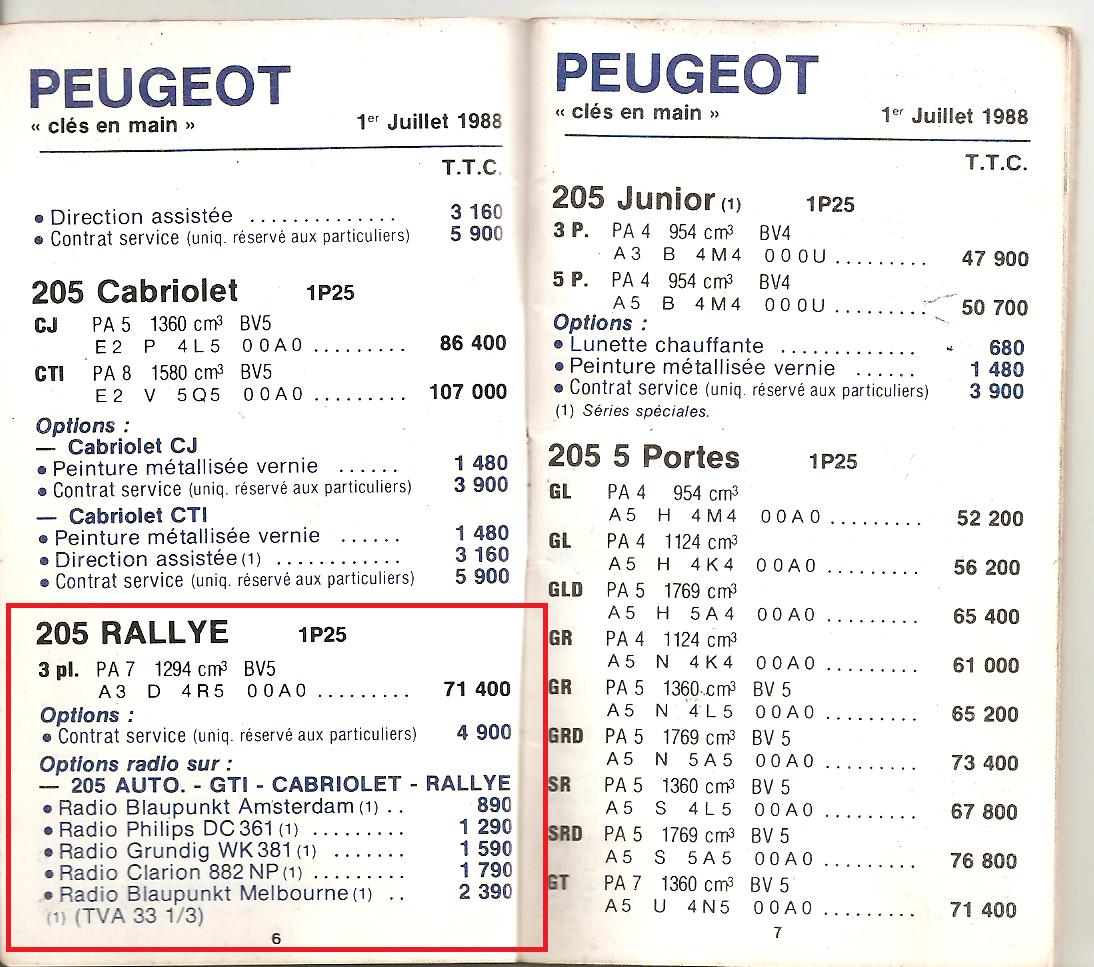 PEUGEOT
« clés en main »
1er Juillet 1988
T.T.C.
• Direction assistée .............. 3 160
• Contrat service (uniq. réservé aux particuliers) 5 900
205 Cabriolet 1P25
CJ PA 5 1360 cm³ BV5
E2 P 4L5 00A0 ......... 86 400
CTI PA 8 1580 cm³ BV5
E2 V 5Q5 00A0 ......... 107 000
Options :
— Cabriolet CJ
• Peinture métallisée vernie ...... 1 480
• Contrat service (uniq. réservé aux particuliers) 3 900
— Cabriolet CTI
• Peinture métallisée vernie ...... 1 480
• Direction assistée (1) ............ 3 160
• Contrat service (uniq. réservé aux particuliers) 5 900
205 RALLYE 1P25
3 pl. PA 7 1294 cm³ BV5
A3 D 4R5 00A0 ......... 71 400
Options :
• Contrat service (uniq. réservé aux particuliers) 4 900
Options radio sur :
— 205 AUTO. - GTI - CABRIOLET - RALLYE
• Radio Blaupunkt Amsterdam (1) .. 890
• Radio Philips DC 361 (1) ......... 1 290
• Radio Grundig WK 381 (1) ....... 1 590
• Radio Clarion 882 NP (1) ......... 1 790
• Radio Blaupunkt Melbourne (1) .. 2 390
(1) (TVA 33 1/3)
6
PEUGEOT
« clés en main »
1er Juillet 1988
T.T.C.
205 Junior (1) 1P25
3 P. PA 4 954 cm³ BV4
A3 B 4M4 000U ......... 47 900
5 P. PA 4 954 cm³ BV4
A5 B 4M4 000U ......... 50 700
Options :
• Lunette chauffante ............. 680
• Peinture métallisée vernie ...... 1 480
• Contrat service (uniq. réservé aux particuliers) 3 900
(1) Séries spéciales.
205 5 Portes 1P25
GL PA 4 954 cm³
A5 H 4M4 00A0 ......... 52 200
GL PA 4 1124 cm³
A5 H 4K4 00A0 ......... 56 200
GLD PA 5 1769 cm³
A5 H 5A4 00A0 ......... 65 400
GR PA 4 1124 cm³
A5 N 4K4 00A0 ......... 61 000
GR PA 5 1360 cm³ BV 5
A5 N 4L5 00A0 ......... 65 200
GRD PA 5 1769 cm³ BV 5
A5 N 5A5 00A0 ......... 73 400
SR PA 5 1360 cm³ BV 5
A5 S 4L5 00A0 ......... 67 800
SRD PA 5 1769 cm³ BV 5
A5 S 5A5 00A0 ......... 76 800
GT PA 7 1360 cm³ BV 5
A5 U 4N5 00A0 ......... 71 400
7